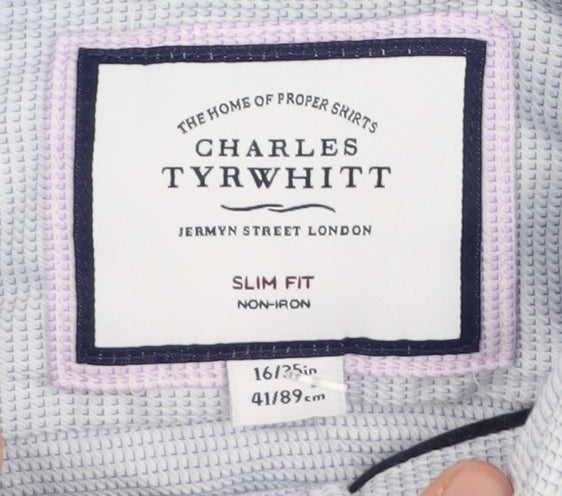 THE HOME OF PROPER SHIRTS
CHARLES
TYRWHITT
JERMYN STREET LONDON
SLIM FIT
NON-IRON
16/35in
41/89cm